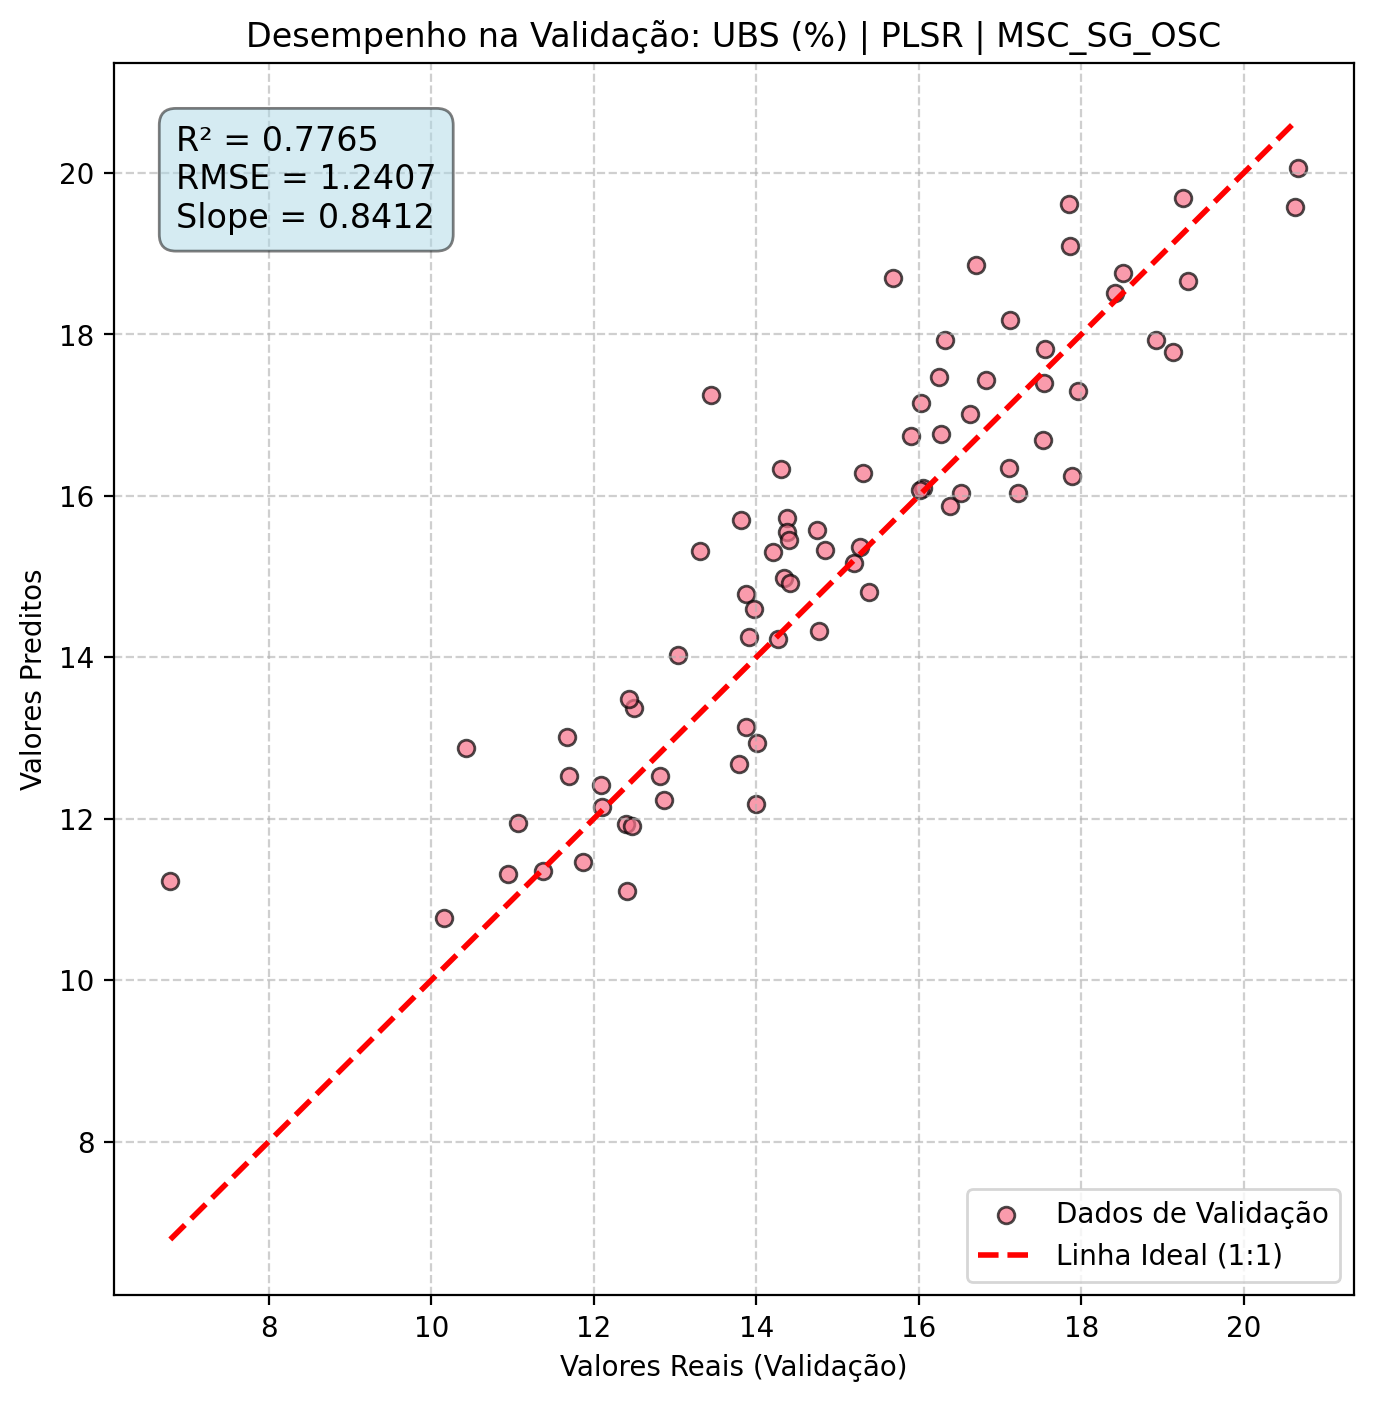 Desempenho na Validação: UBS (%) | PLSR | MSC_SG_OSC
R² = 0.7765
RMSE = 1.2407
Slope = 0.8412
20
18
16
14
12
10
8
Valores Preditos
Dados de Validação
Linha Ideal (1:1)
8 10 12 14 16 18 20
Valores Reais (Validação)